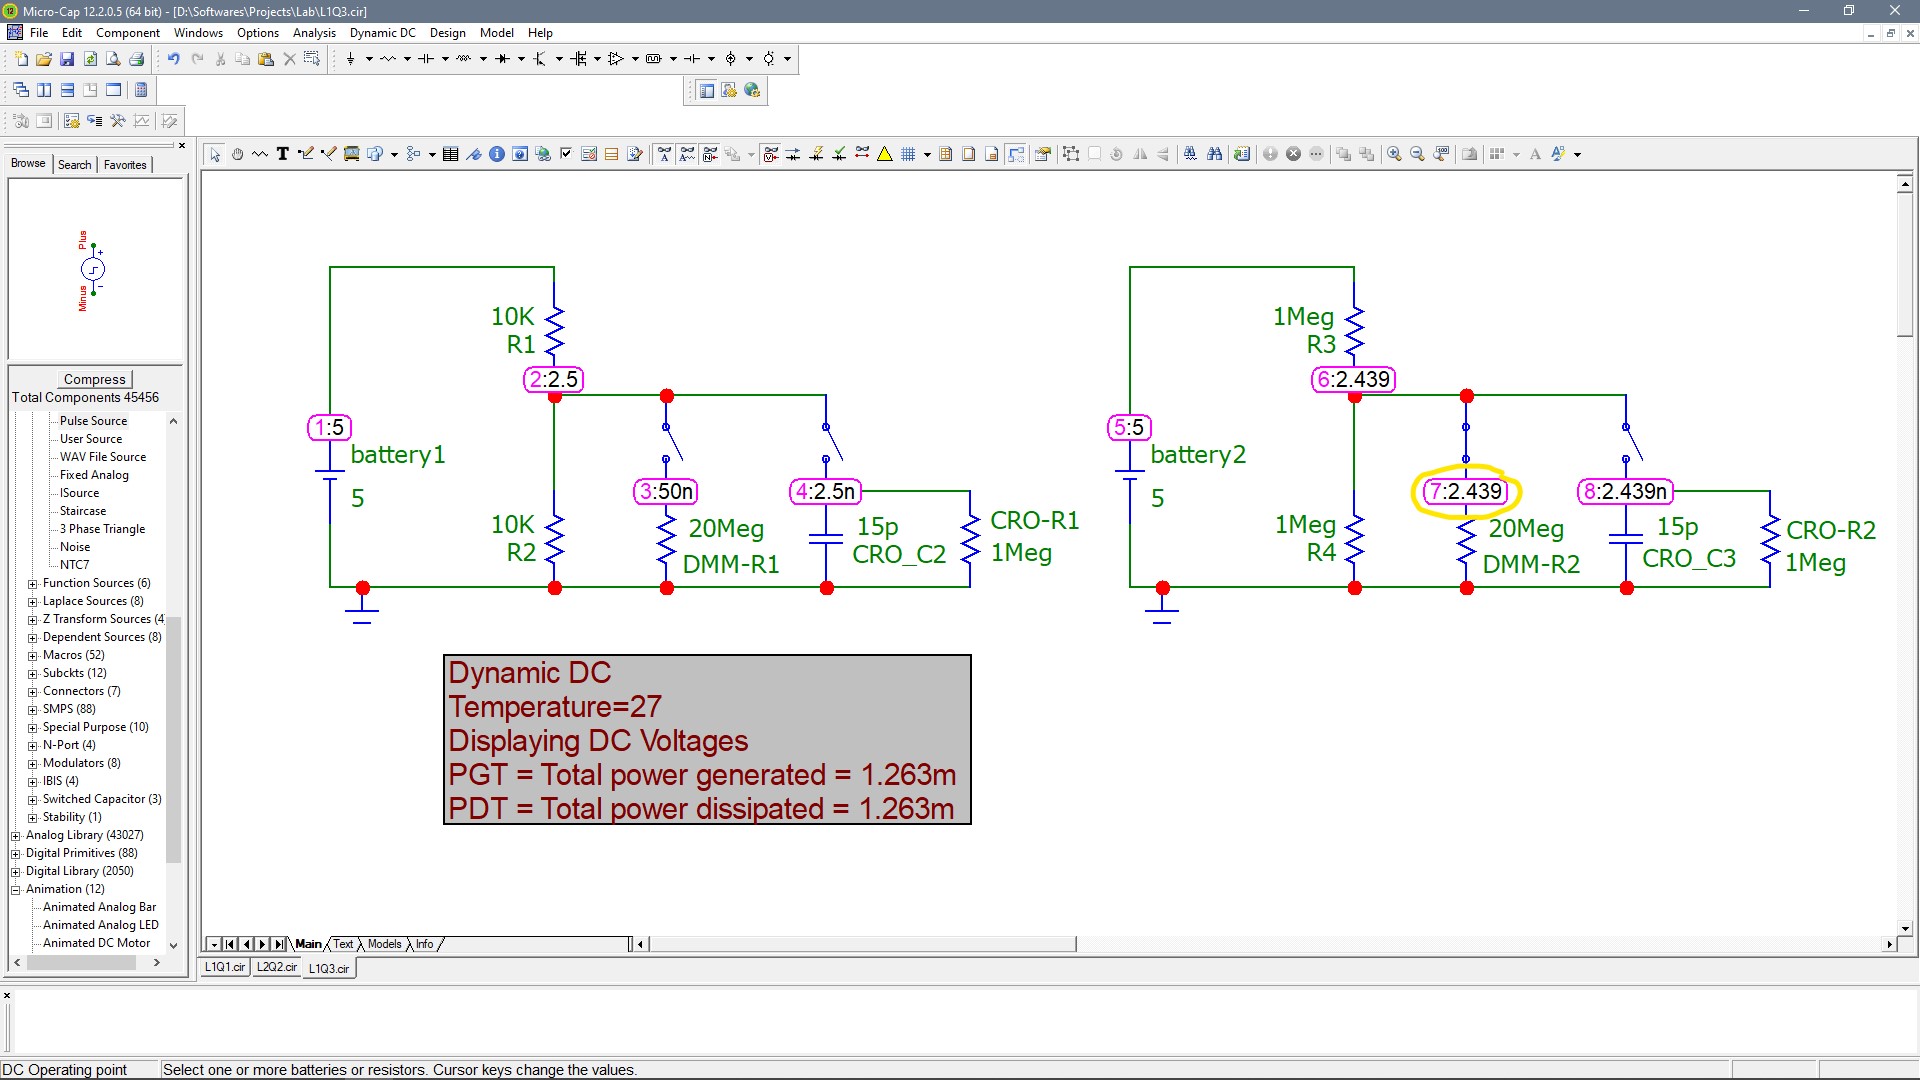 Micro-Cap 12.2.0.5 (64 bit) - [D:\Softwares\Projects\Lab\L1Q3.cir]
File Edit Component Windows Options Analysis Dynamic DC Design Model Help
Browse Search Favorites
Plus
Minus
Compress
Total Components 45456
Pulse Source
User Source
WAV File Source
Fixed Analog
ISource
Staircase
3 Phase Triangle
Noise
NTC7
Function Sources (6)
Laplace Sources (8)
Z Transform Sources (4
Dependent Sources (8)
Macros (52)
Subckts (12)
Connectors (7)
SMPS (88)
Special Purpose (10)
N-Port (4)
Modulators (8)
IBIS (4)
Switched Capacitor (3)
Stability (1)
Analog Library (43027)
Digital Primitives (88)
Digital Library (2050)
Animation (12)
Animated Analog Bar
Animated Analog LED
Animated DC Motor
10K
R1
2:2.5
1:5
battery1
5
10K
R2
3:50n
20Meg
DMM-R1
4:2.5n
15p
CRO_C2
CRO-R1
1Meg
1Meg
R3
6:2.439
5:5
battery2
5
1Meg
R4
7:2.439
20Meg
DMM-R2
8:2.439n
15p
CRO_C3
CRO-R2
1Meg
Dynamic DC
Temperature=27
Displaying DC Voltages
PGT = Total power generated = 1.263m
PDT = Total power dissipated = 1.263m
Main Text Models Info
L1Q1.cir L2Q2.cir L1Q3.cir
DC Operating point Select one or more batteries or resistors. Cursor keys change the values.